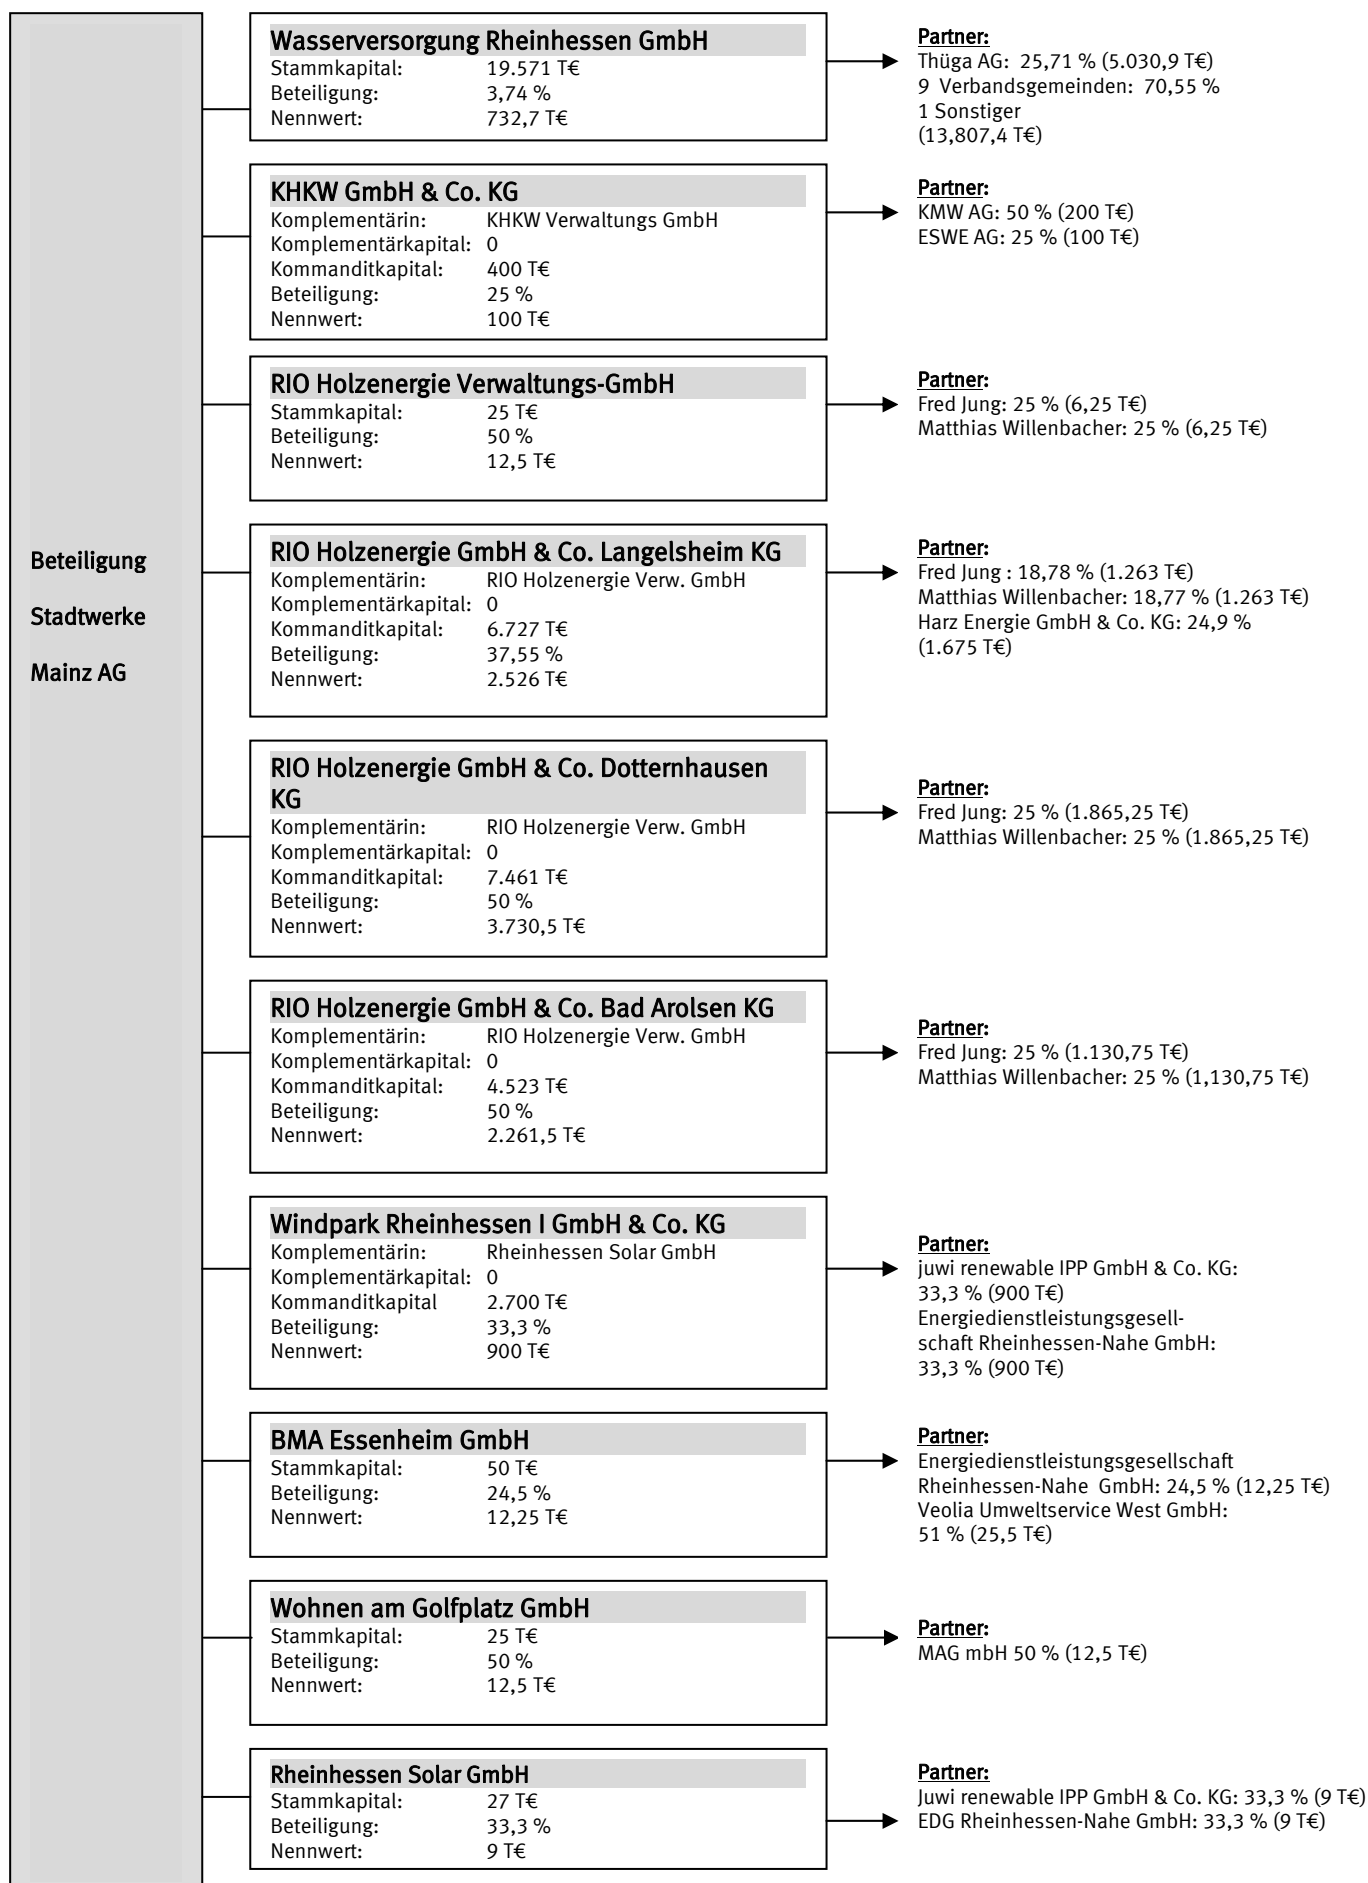 Beteiligung
Stadtwerke
Mainz AG
Wasserversorgung Rheinhessen GmbH
Stammkapital: 19.571 T€
Beteiligung: 3,74 %
Nennwert: 732,7 T€
Partner:
Thüga AG: 25,71 % (5.030,9 T€)
9 Verbandsgemeinden: 70,55 %
1 Sonstiger
(13,807,4 T€)
KHKW GmbH & Co. KG
Komplementärin: KHKW Verwaltungs GmbH
Komplementärkapital: 0
Kommanditkapital: 400 T€
Beteiligung: 25 %
Nennwert: 100 T€
Partner:
KMW AG: 50 % (200 T€)
ESWE AG: 25 % (100 T€)
RIO Holzenergie Verwaltungs-GmbH
Stammkapital: 25 T€
Beteiligung: 50 %
Nennwert: 12,5 T€
Partner:
Fred Jung: 25 % (6,25 T€)
Matthias Willenbacher: 25 % (6,25 T€)
RIO Holzenergie GmbH & Co. Langelsheim KG
Komplementärin: RIO Holzenergie Verw. GmbH
Komplementärkapital: 0
Kommanditkapital: 6.727 T€
Beteiligung: 37,55 %
Nennwert: 2.526 T€
Partner:
Fred Jung : 18,78 % (1.263 T€)
Matthias Willenbacher: 18,77 % (1.263 T€)
Harz Energie GmbH & Co. KG: 24,9 %
(1.675 T€)
RIO Holzenergie GmbH & Co. Dotternhausen
KG
Komplementärin: RIO Holzenergie Verw. GmbH
Komplementärkapital: 0
Kommanditkapital: 7.461 T€
Beteiligung: 50 %
Nennwert: 3.730,5 T€
Partner:
Fred Jung: 25 % (1.865,25 T€)
Matthias Willenbacher: 25 % (1.865,25 T€)
RIO Holzenergie GmbH & Co. Bad Arolsen KG
Komplementärin: RIO Holzenergie Verw. GmbH
Komplementärkapital: 0
Kommanditkapital: 4.523 T€
Beteiligung: 50 %
Nennwert: 2.261,5 T€
Partner:
Fred Jung: 25 % (1.130,75 T€)
Matthias Willenbacher: 25 % (1,130,75 T€)
Windpark Rheinhessen I GmbH & Co. KG
Komplementärin: Rheinhessen Solar GmbH
Komplementärkapital: 0
Kommanditkapital 2.700 T€
Beteiligung: 33,3 %
Nennwert: 900 T€
Partner:
juwi renewable IPP GmbH & Co. KG:
33,3 % (900 T€)
Energiedienstleistungsgesell-
schaft Rheinhessen-Nahe GmbH:
33,3 % (900 T€)
BMA Essenheim GmbH
Stammkapital: 50 T€
Beteiligung: 24,5 %
Nennwert: 12,25 T€
Partner:
Energiedienstleistungsgesellschaft
Rheinhessen-Nahe GmbH: 24,5 % (12,25 T€)
Veolia Umweltservice West GmbH:
51 % (25,5 T€)
Wohnen am Golfplatz GmbH
Stammkapital: 25 T€
Beteiligung: 50 %
Nennwert: 12,5 T€
Partner:
MAG mbH 50 % (12,5 T€)
Rheinhessen Solar GmbH
Stammkapital: 27 T€
Beteiligung: 33,3 %
Nennwert: 9 T€
Partner:
Juwi renewable IPP GmbH & Co. KG: 33,3 % (9 T€)
EDG Rheinhessen-Nahe GmbH: 33,3 % (9 T€)